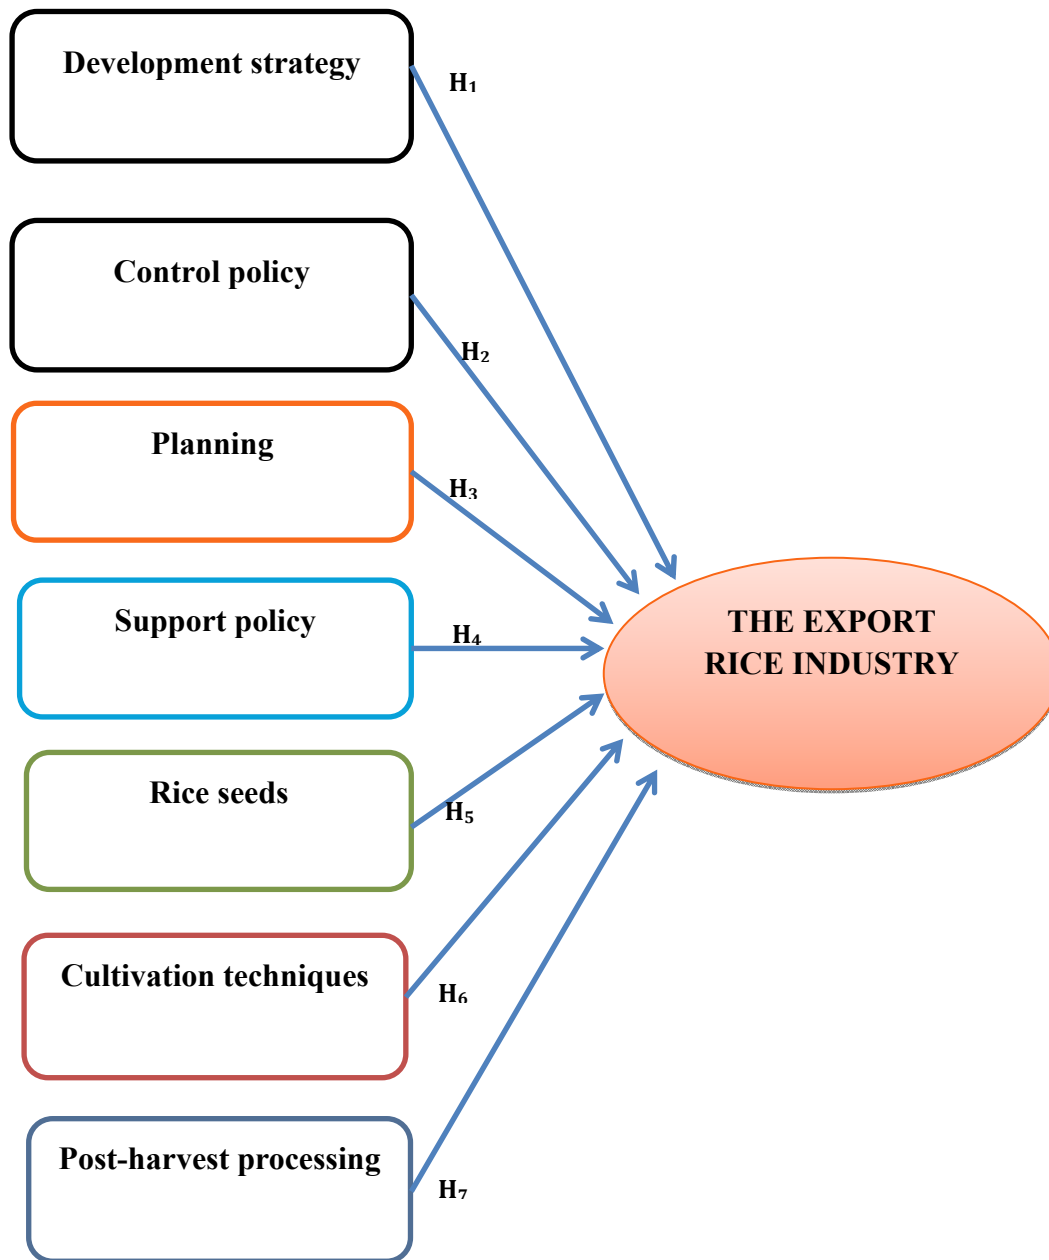 Development strategy
H₁
Control policy
H₂
Planning
H₃
Support policy
H₄
THE EXPORT
RICE INDUSTRY
Rice seeds
H₅
Cultivation techniques
H₆
Post-harvest processing
H₇